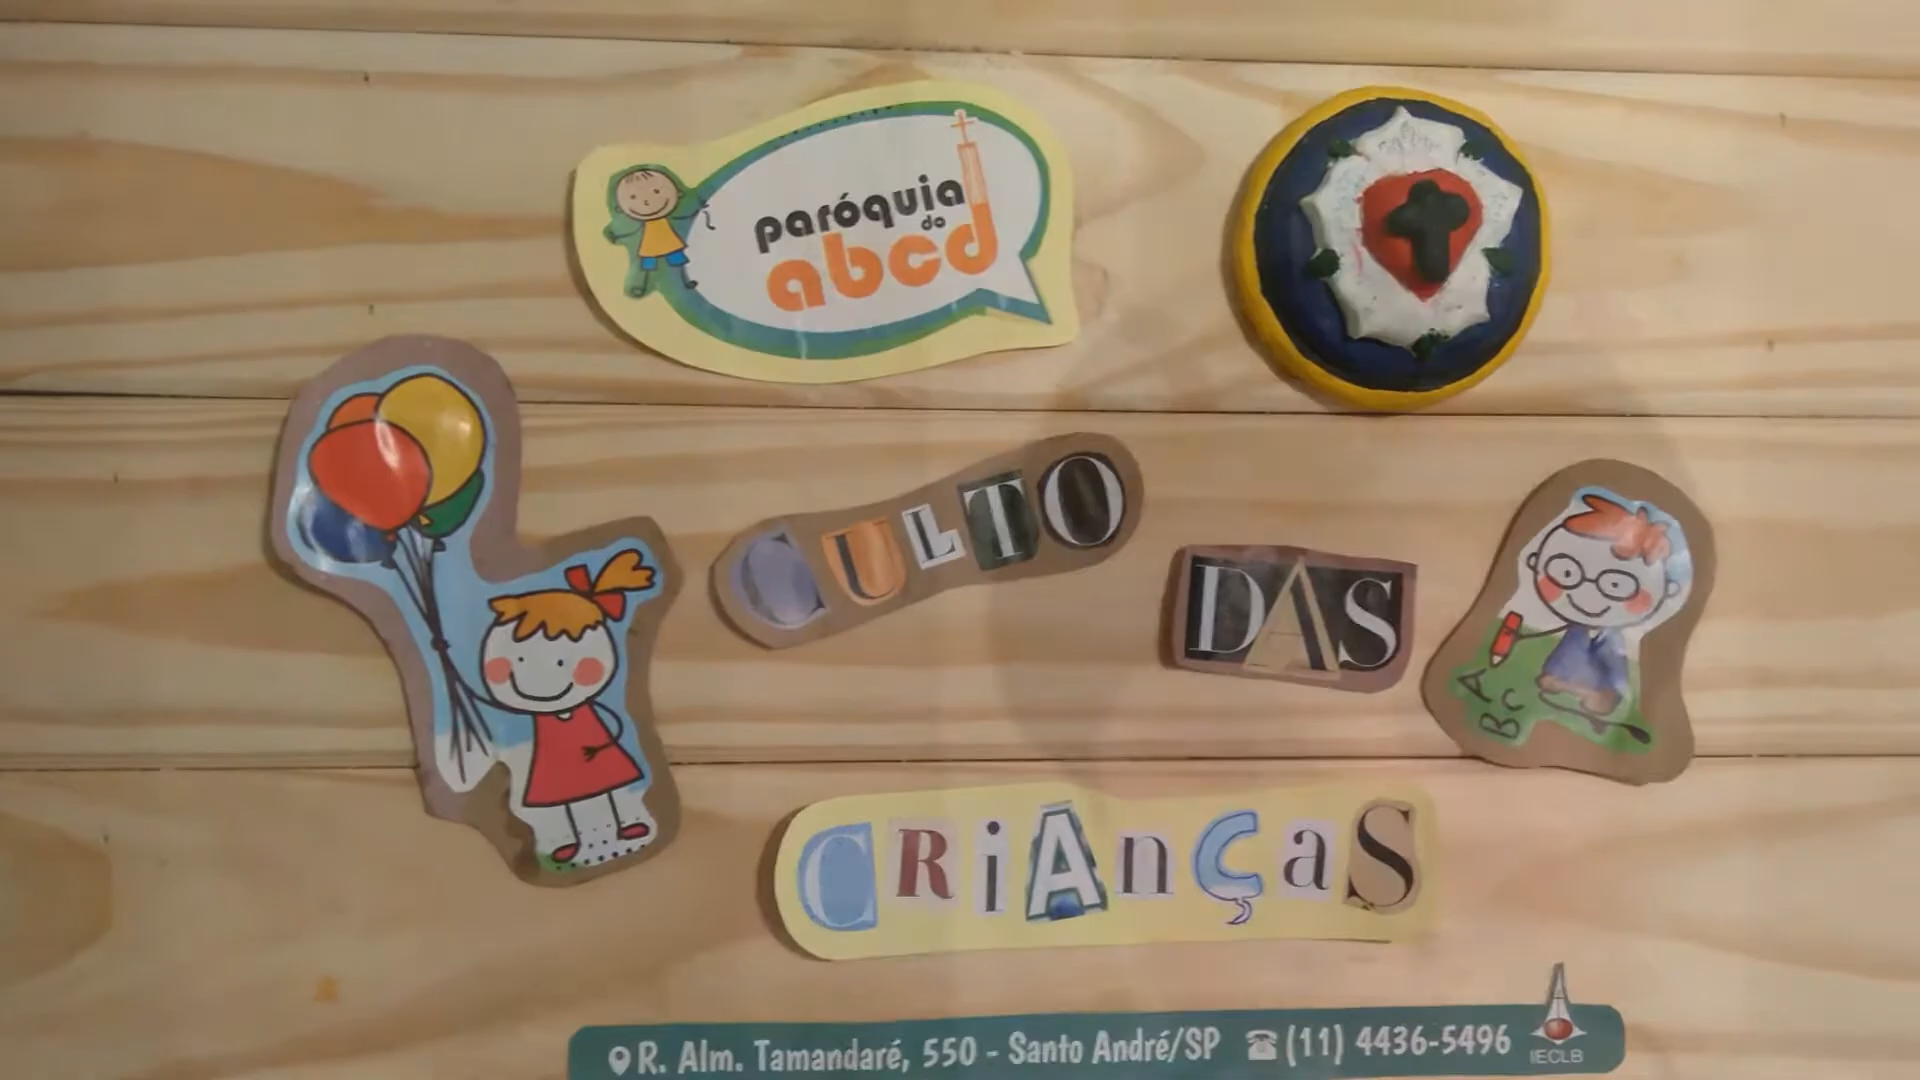 paróquia
do
abcd
CULTO
DAS
A
B C
CRiAnÇaS
R. Alm. Tamandaré, 550 - Santo André/SP (11) 4436-5496
IECLB